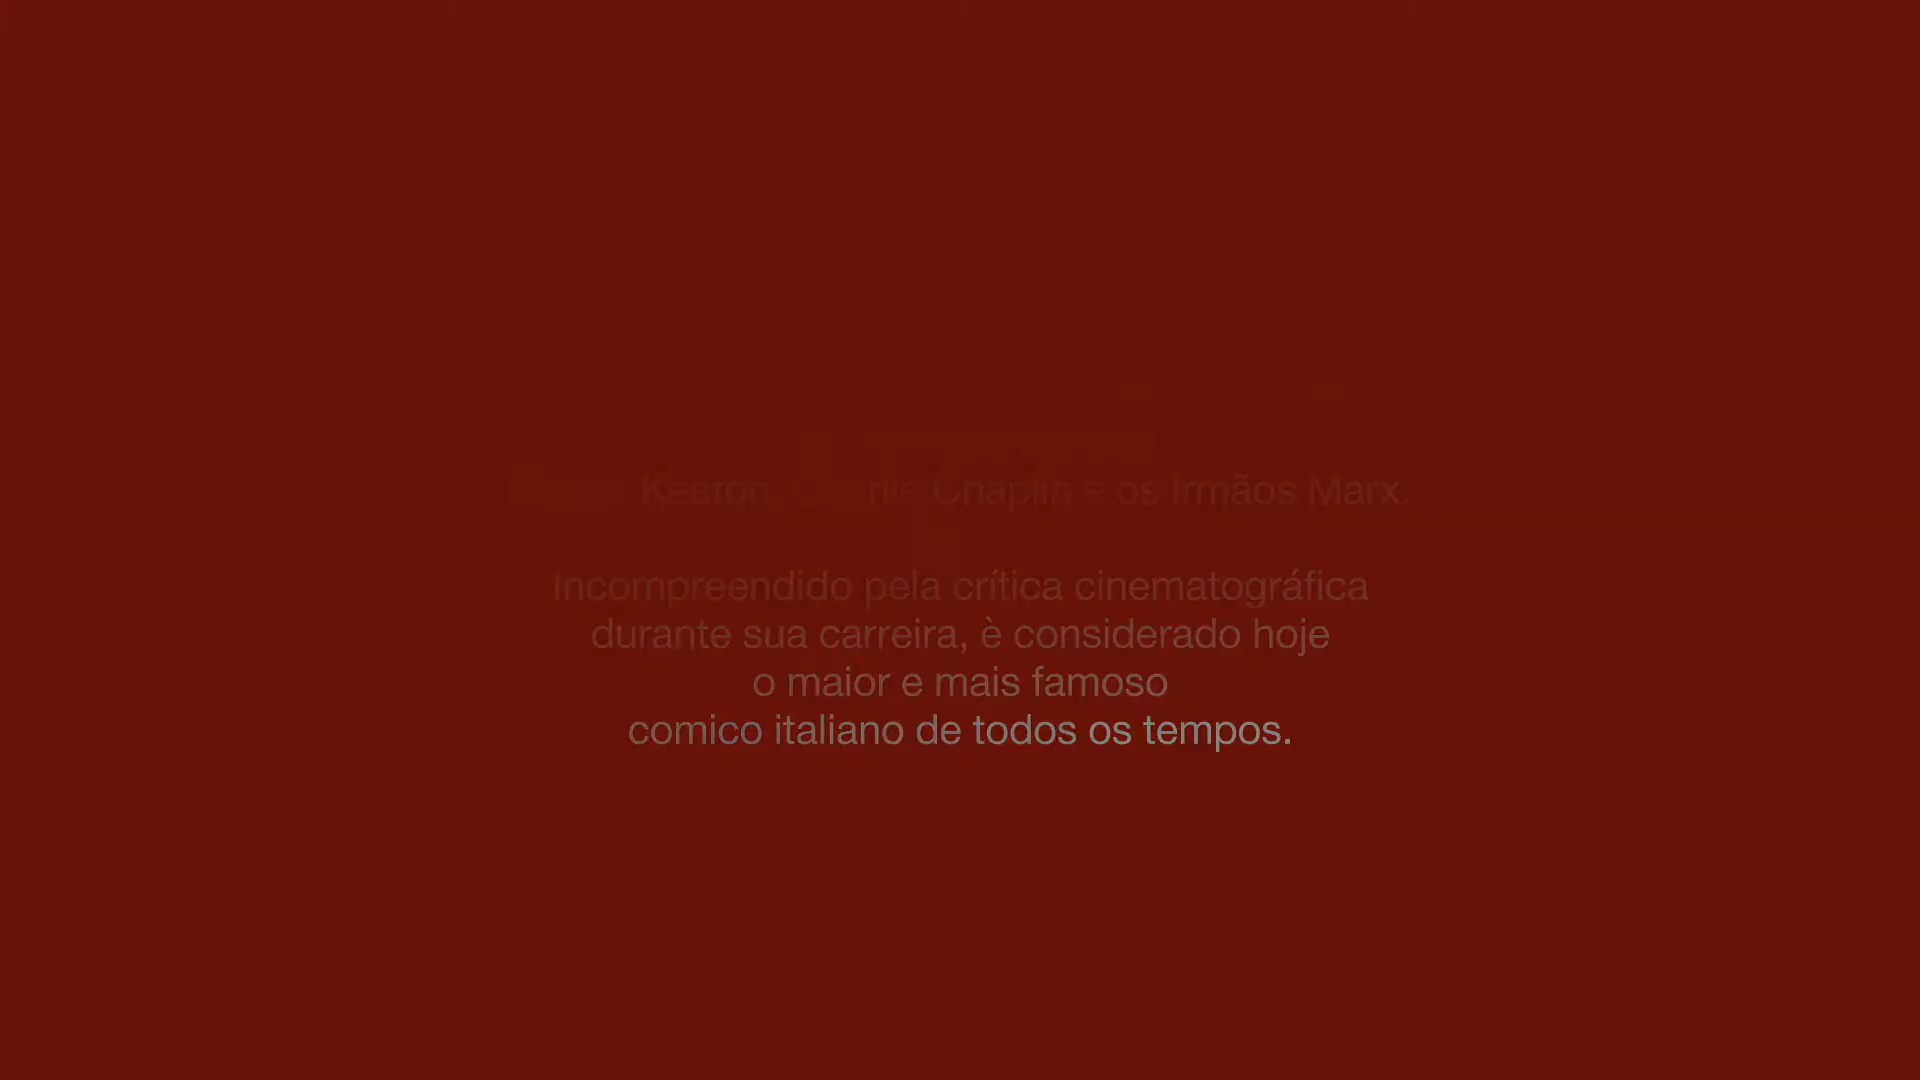 Keaton, Charlie Chaplin e os Irmãos Marx.
Incompreendido pela crítica cinematográfica
durante sua carreira, è considerado hoje
o maior e mais famoso
comico italiano de todos os tempos.